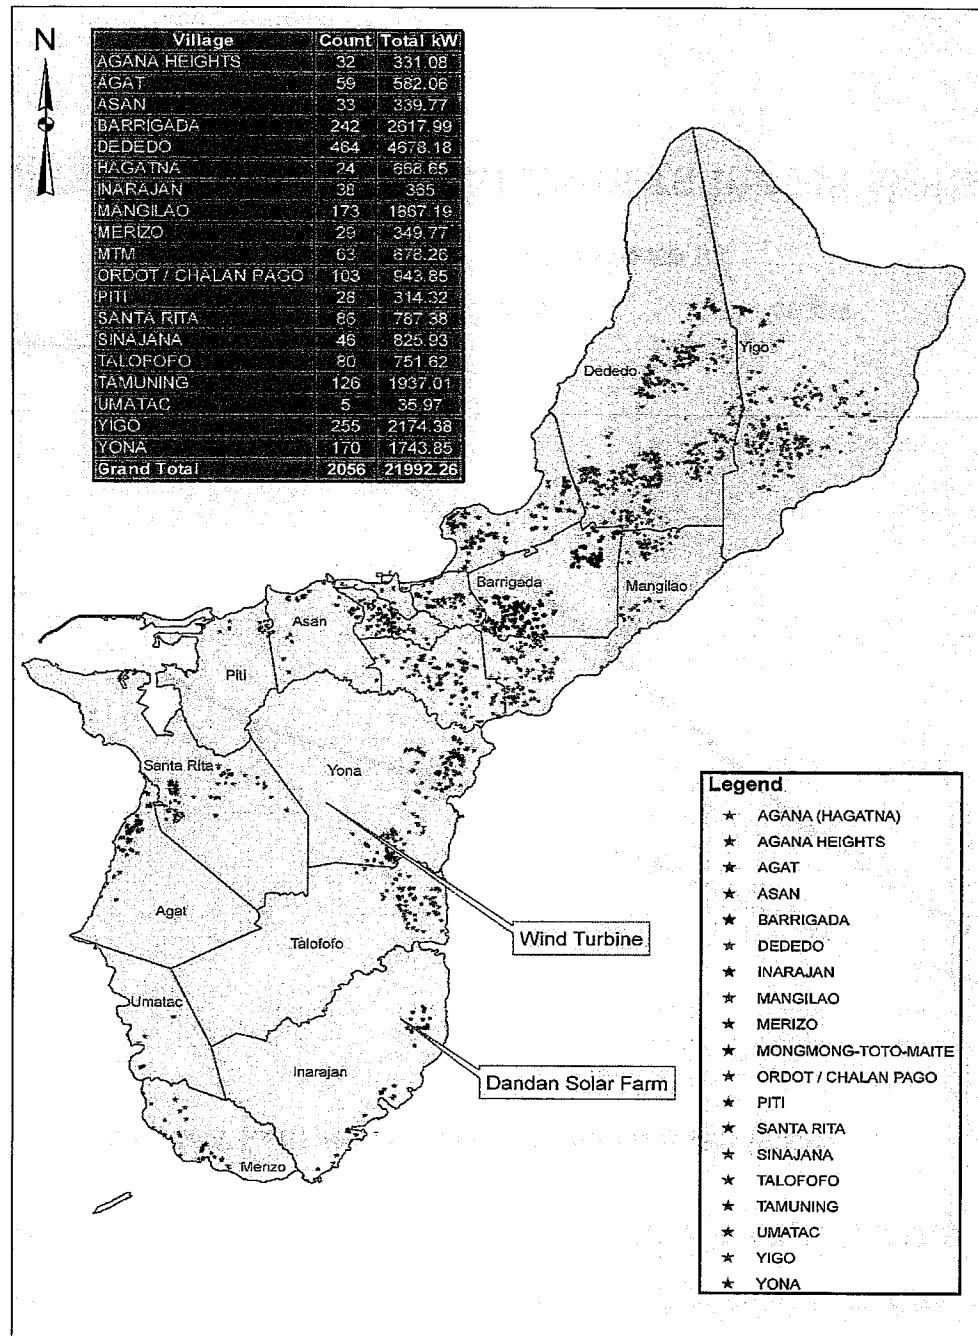 N
Village Count Total kW
AGANA HEIGHTS 32 331.08
AGAT 59 582.06
ASAN 33 339.77
BARRIGADA 242 2617.99
DEDEDO 464 4678.18
HAGATNA 24 668.65
INARAJAN 38 365
MANGILAO 173 1867.19
MERIZO 29 349.77
MTM 63 678.26
ORDOT / CHALAN PAGO 103 943.85
PITI 28 314.32
SANTA RITA 86 787.38
SINAJANA 46 825.93
TALOFOFO 80 751.62
TAMUNING 126 1937.01
UMATAC 5 35.97
YIGO 255 2174.38
YONA 170 1743.85
Grand Total 2056 21992.26
Yigo
Dededo
Barrigada
Mangilao
Asan
Piti
Santa Rita
Yona
Agat
Talofofo
Wind Turbine
Umatac
Inarajan
Dandan Solar Farm
Merizo
Legend
AGANA (HAGATNA)
AGANA HEIGHTS
AGAT
ASAN
BARRIGADA
DEDEDO
INARAJAN
MANGILAO
MERIZO
MONGMONG-TOTO-MAITE
ORDOT / CHALAN PAGO
PITI
SANTA RITA
SINAJANA
TALOFOFO
TAMUNING
UMATAC
YIGO
YONA